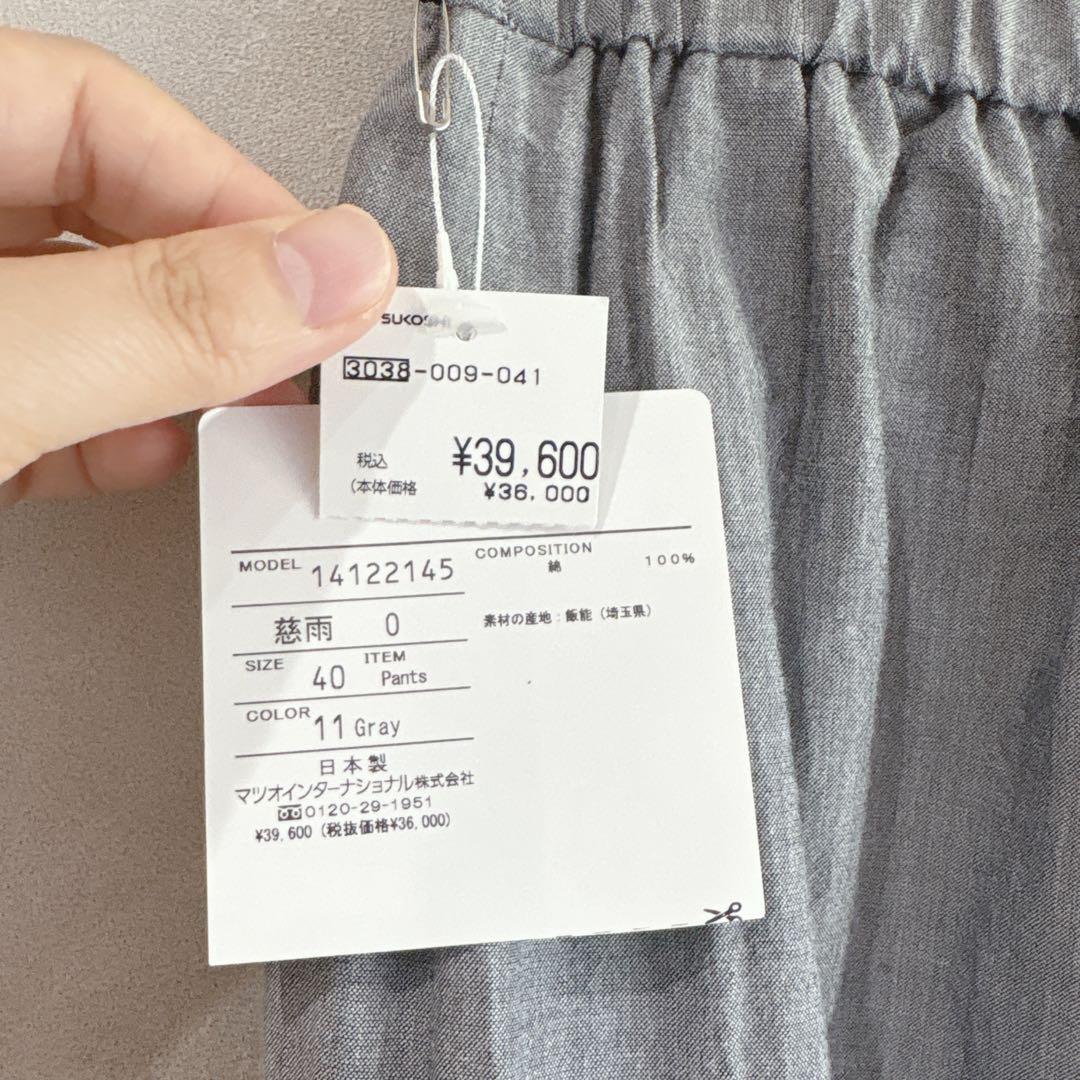 SUKOSHI
3038-009-041
税込 ¥39,600
(本体価格 ¥36,000
MODEL 14122145
慈雨 0
SIZE 40 ITEM Pants
COLOR 11 Gray
日本製
マツオインターナショナル株式会社
0120-29-1951
¥39,600 (税抜価格¥36,000)
COMPOSITION
綿 100%
素材の産地:飯能(埼玉県)